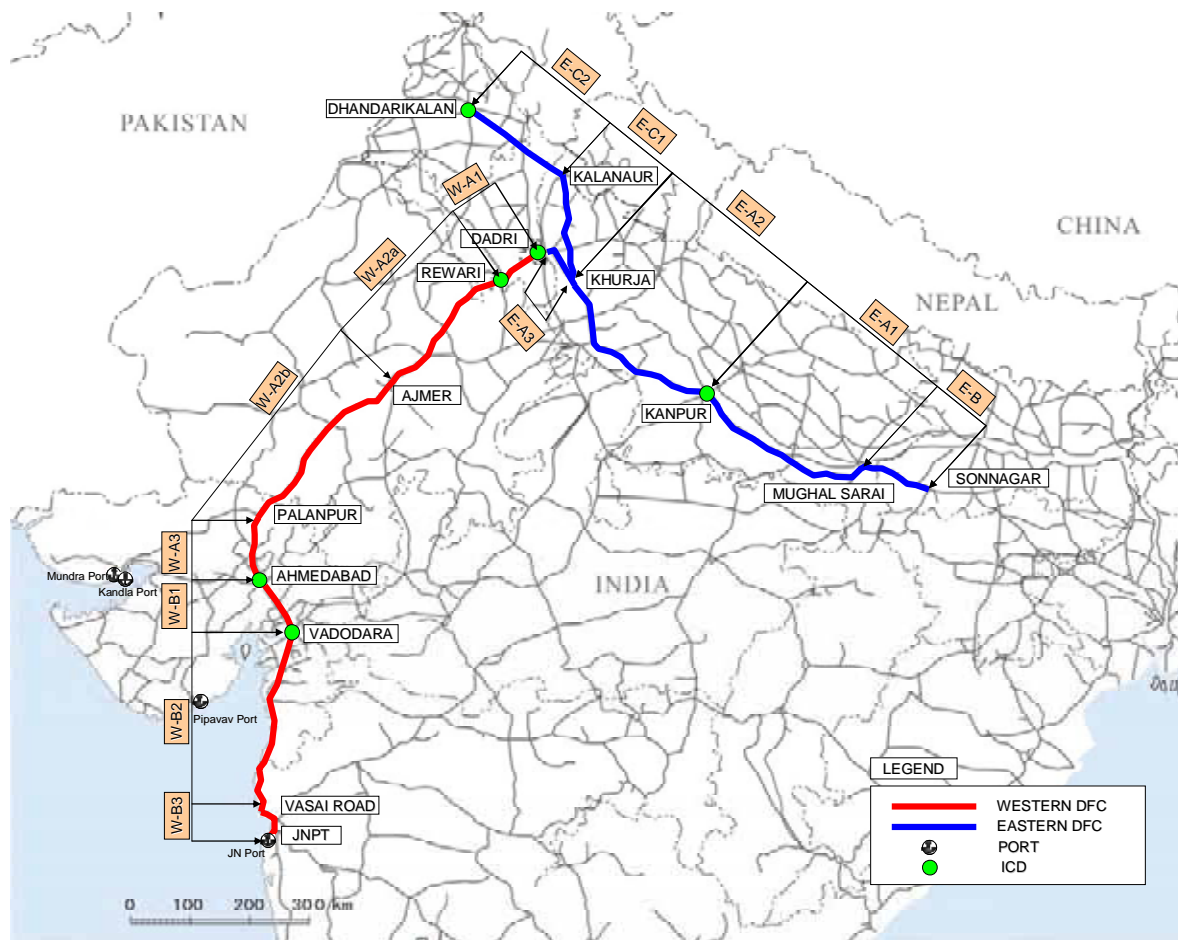 E-C2
DHANDARIKALAN
PAKISTAN
E-C1
KALANAUR
W-A1
E-A2
CHINA
DADRI
W-A2a
REWARI
KHURJA
NEPAL
E-A3
E-A1
W-A2b
AJMER
E-B
KANPUR
MUGHAL SARAI
SONNAGAR
PALANPUR
W-A3
Mundra Port
Kandla Port
AHMEDABAD
INDIA
W-B1
VADODARA
W-B2
Pipavav Port
LEGEND
W-B3
VASAI ROAD
WESTERN DFC
EASTERN DFC
JNPT
JN Port
PORT
ICD
0 100 200 300 km